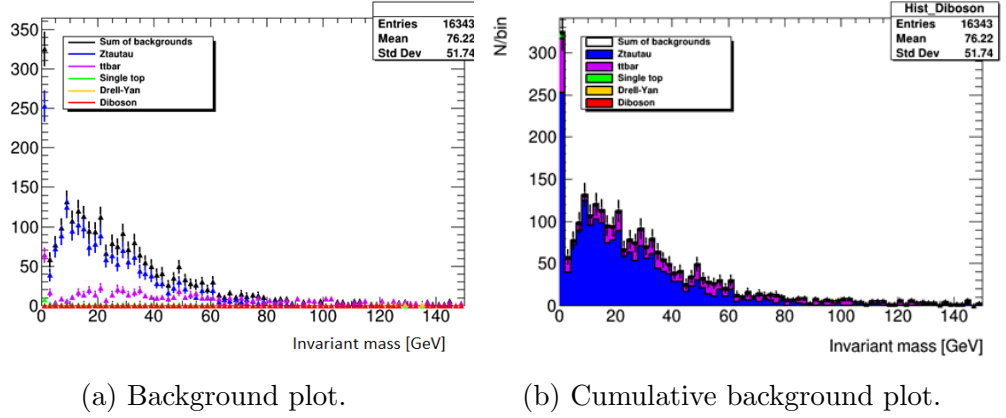 Entries 16343
Mean 76.22
Std Dev 51.74
Sum of backgrounds
Ztautau
ttbar
Single top
Drell-Yan
Diboson
350
300
250
200
150
100
50
0
0 20 40 60 80 100 120 140
Invariant mass [GeV]
Hist_Diboson
Entries 16343
Mean 76.22
Std Dev 51.74
N/bin
Sum of backgrounds
Ztautau
ttbar
Single top
Drell-Yan
Diboson
300
250
200
150
100
50
0
0 20 40 60 80 100 120 140
Invariant mass [GeV]
(a) Background plot.
(b) Cumulative background plot.